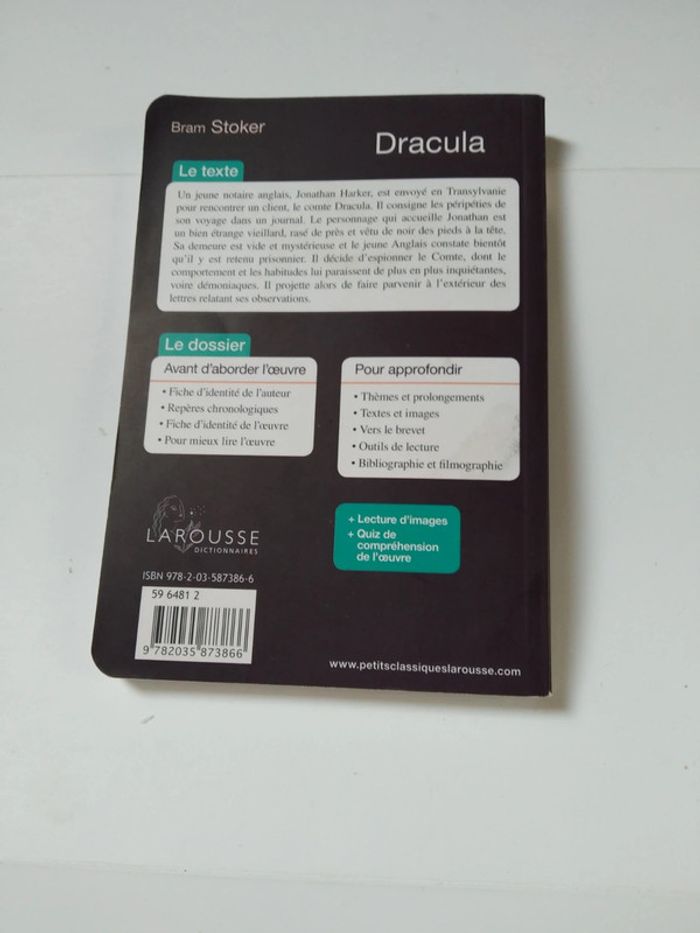 Bram Stoker
Dracula
Le texte
Un jeune notaire anglais, Jonathan Harker, est envoyé en Transylvanie
pour rencontrer un client, le comte Dracula. Il consigne les péripéties de
son voyage dans un journal. Le personnage qui accueille Jonathan est
un bien étrange vieillard, rasé de près et vêtu de noir des pieds à la tête.
Sa demeure est vide et mystérieuse et le jeune Anglais constate bientôt
qu'il y est retenu prisonnier. Il décide d'espionner le Comte, dont le
comportement et les habitudes lui paraissent de plus en plus inquiétantes,
voire démoniaques. Il projette alors de faire parvenir à l'extérieur des
lettres relatant ses observations.
Le dossier
Avant d'aborder l'œuvre
• Fiche d'identité de l'auteur
• Repères chronologiques
• Fiche d'identité de l'œuvre
• Pour mieux lire l'œuvre
Pour approfondir
• Thèmes et prolongements
• Textes et images
• Vers le brevet
• Outils de lecture
• Bibliographie et filmographie
+ Lecture d'images
+ Quiz de
compréhension
de l'œuvre
LAROUSSE
DICTIONNAIRES
ISBN 978-2-03-587386-6
59 6481 2
9 782035 873866
www.petitsclassiqueslarousse.com